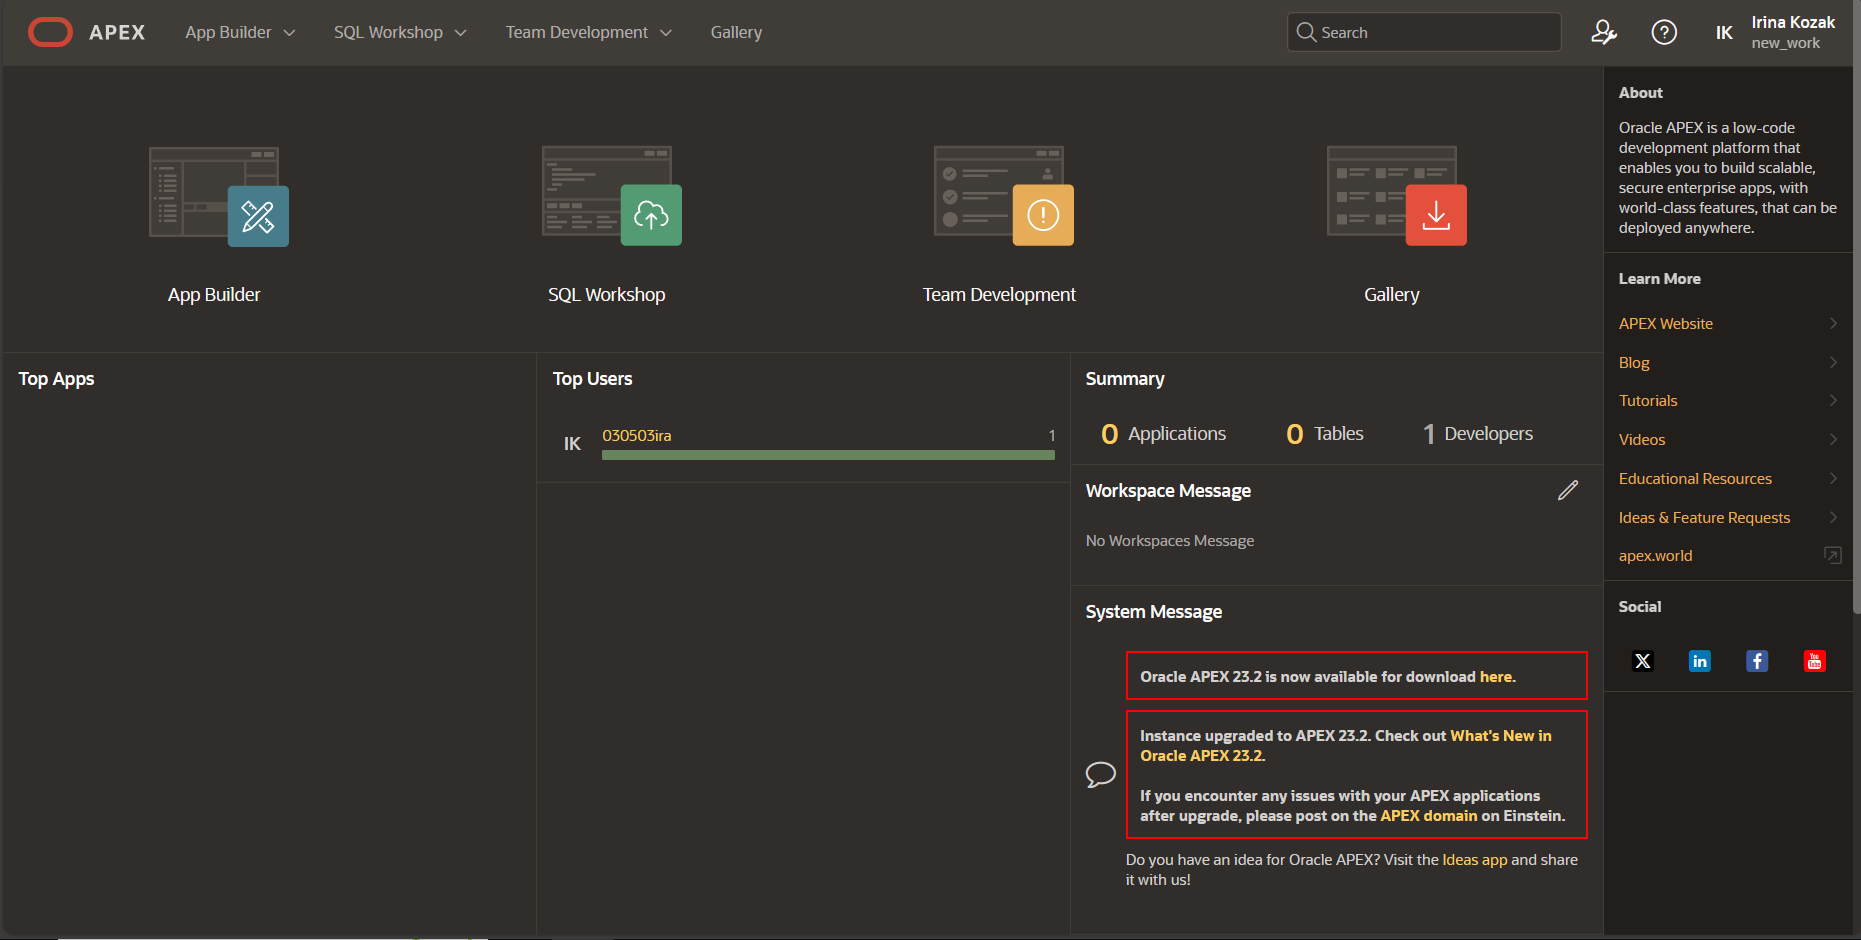 APEX
App Builder
SQL Workshop
Team Development
Gallery
Search
IK
Irina Kozak
new_work
App Builder
SQL Workshop
Team Development
Gallery
Top Apps
Top Users
IK
030503ira
1
Summary
0 Applications
0 Tables
1 Developers
Workspace Message
No Workspaces Message
System Message
Oracle APEX 23.2 is now available for download here.
Instance upgraded to APEX 23.2. Check out What's New in
Oracle APEX 23.2.
If you encounter any issues with your APEX applications
after upgrade, please post on the APEX domain on Einstein.
Do you have an idea for Oracle APEX? Visit the Ideas app and share
it with us!
About
Oracle APEX is a low-code
development platform that
enables you to build scalable,
secure enterprise apps, with
world-class features, that can be
deployed anywhere.
Learn More
APEX Website
Blog
Tutorials
Videos
Educational Resources
Ideas & Feature Requests
apex.world
Social
X
in
f
You
Tube